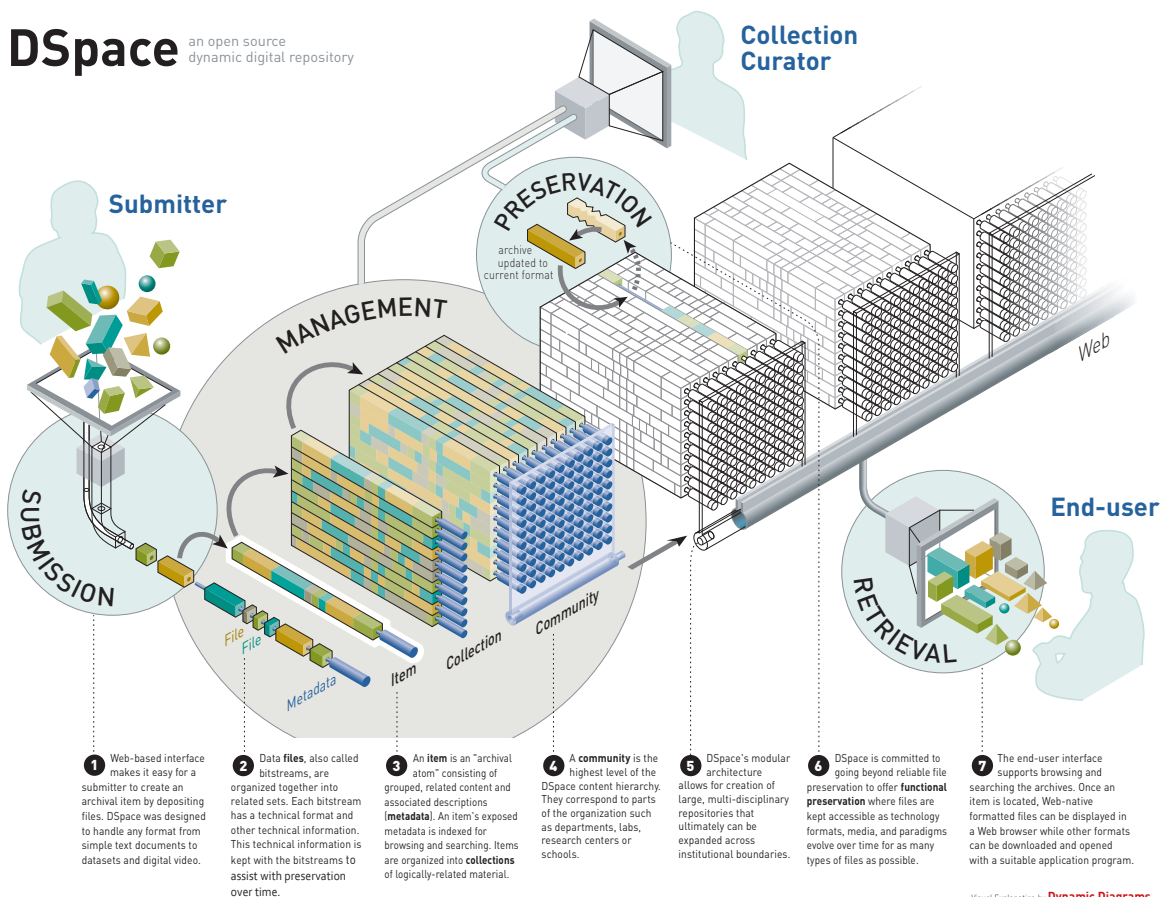 DSpace
an open source
dynamic digital repository
Collection
Curator
Submitter
PRESERVATION
archive
updated to
current format
MANAGEMENT
Web
SUBMISSION
End-user
RETRIEVAL
File
File
Metadata
Item
Collection
Community
1 Web-based interface
makes it easy for a
submitter to create an
archival item by depositing
files. DSpace was designed
to handle any format from
simple text documents to
datasets and digital video.
2 Data files, also called
bitstreams, are
organized together into
related sets. Each bitstream
has a technical format and
other technical information.
This technical information is
kept with the bitstreams to
assist with preservation
over time.
3 An item is an "archival
atom" consisting of
grouped, related content and
associated descriptions
(metadata). An item's exposed
metadata is indexed for
browsing and searching. Items
are organized into collections
of logically-related material.
4 A community is the
highest level of the
DSpace content hierarchy.
They correspond to parts
of the organization such
as departments, labs,
research centers or
schools.
5 DSpace's modular
architecture
allows for creation of
large, multi-disciplinary
repositories that
ultimately can be
expanded across
institutional boundaries.
6 DSpace is committed to
going beyond reliable file
preservation to offer functional
preservation where files are
kept accessible as technology
formats, media, and paradigms
evolve over time for as many
types of files as possible.
7 The end-user interface
supports browsing and
searching the archives. Once an
item is located, Web-native
formatted files can be displayed in
a Web browser while other formats
can be downloaded and opened
with a suitable application program.
Visual Explanation by Dynamic Diagrams